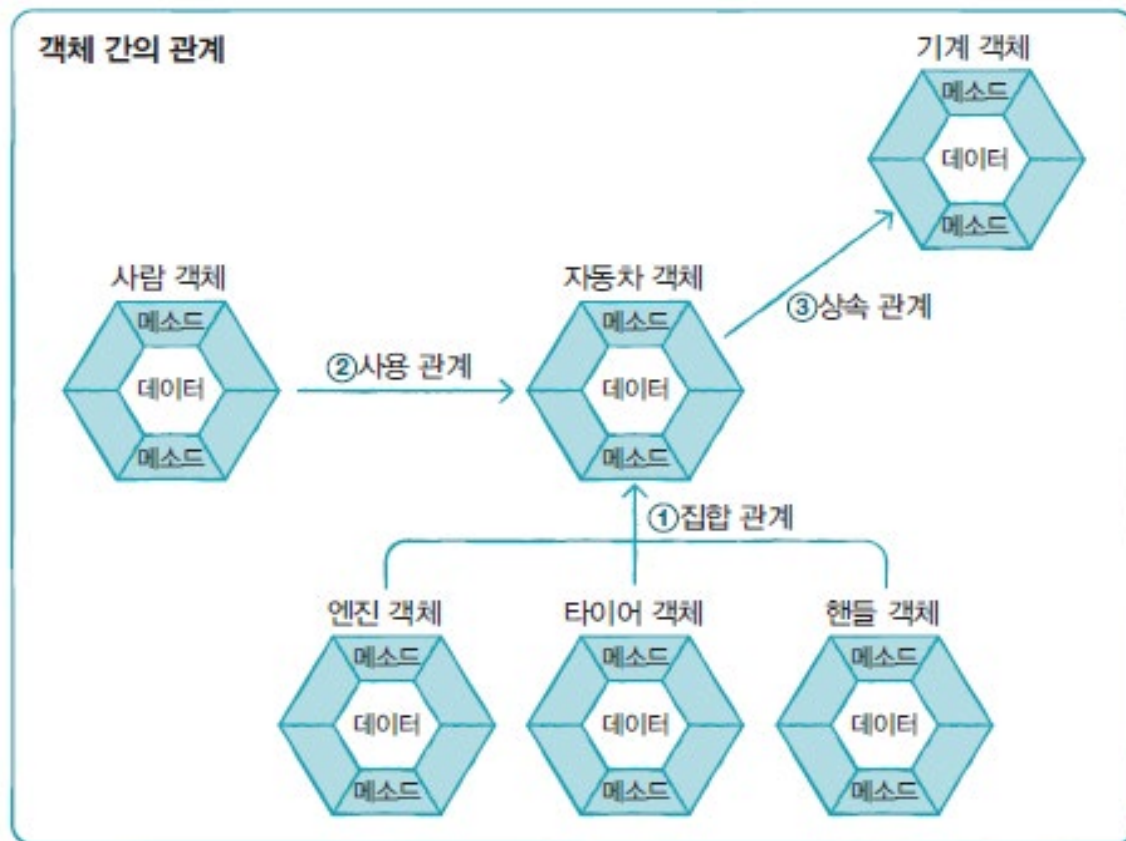 객체 간의 관계
기계 객체
메소드
데이터
메소드
사람 객체
메소드
데이터
메소드
②사용 관계
자동차 객체
메소드
데이터
메소드
③상속 관계
①집합 관계
엔진 객체
메소드
데이터
메소드
타이어 객체
메소드
데이터
메소드
핸들 객체
메소드
데이터
메소드